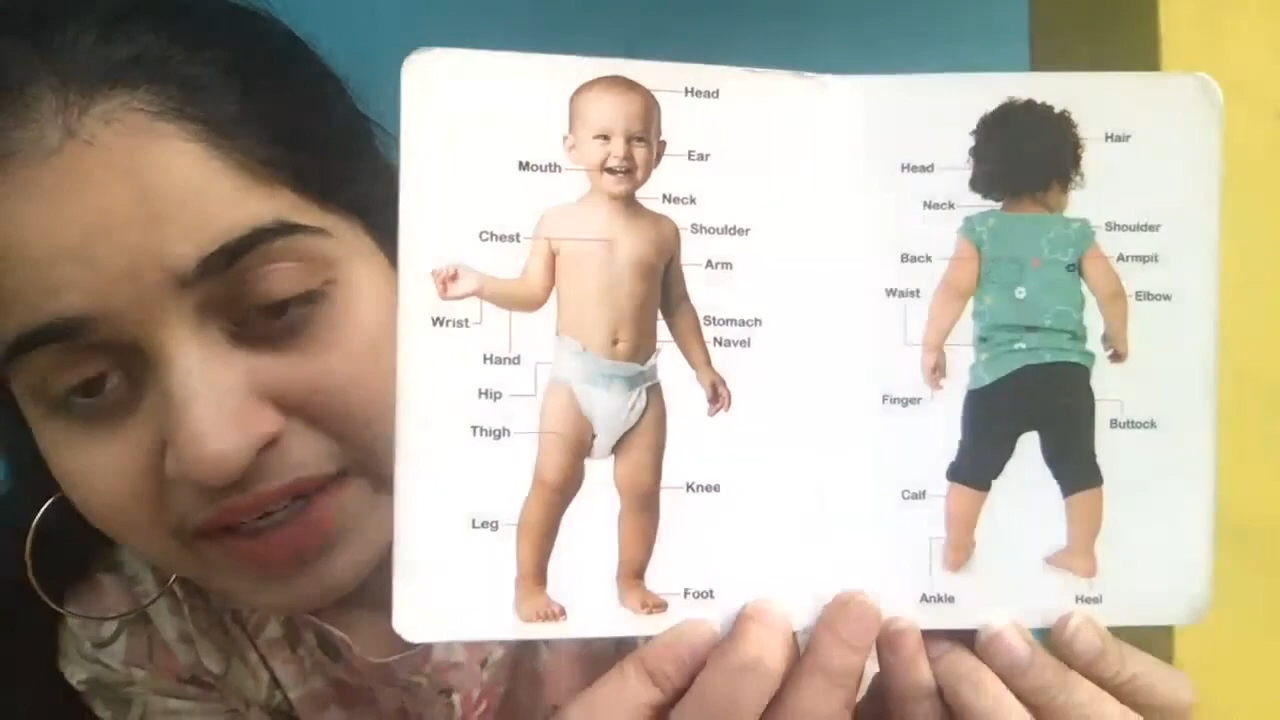 Head
Ear
Mouth
Neck
Shoulder
Chest
Arm
Wrist
Stomach
Navel
Hand
Hip
Thigh
Knee
Leg
Foot
Hair
Head
Neck
Shoulder
Back
Armpit
Waist
Elbow
Finger
Buttock
Calf
Ankle
Heel